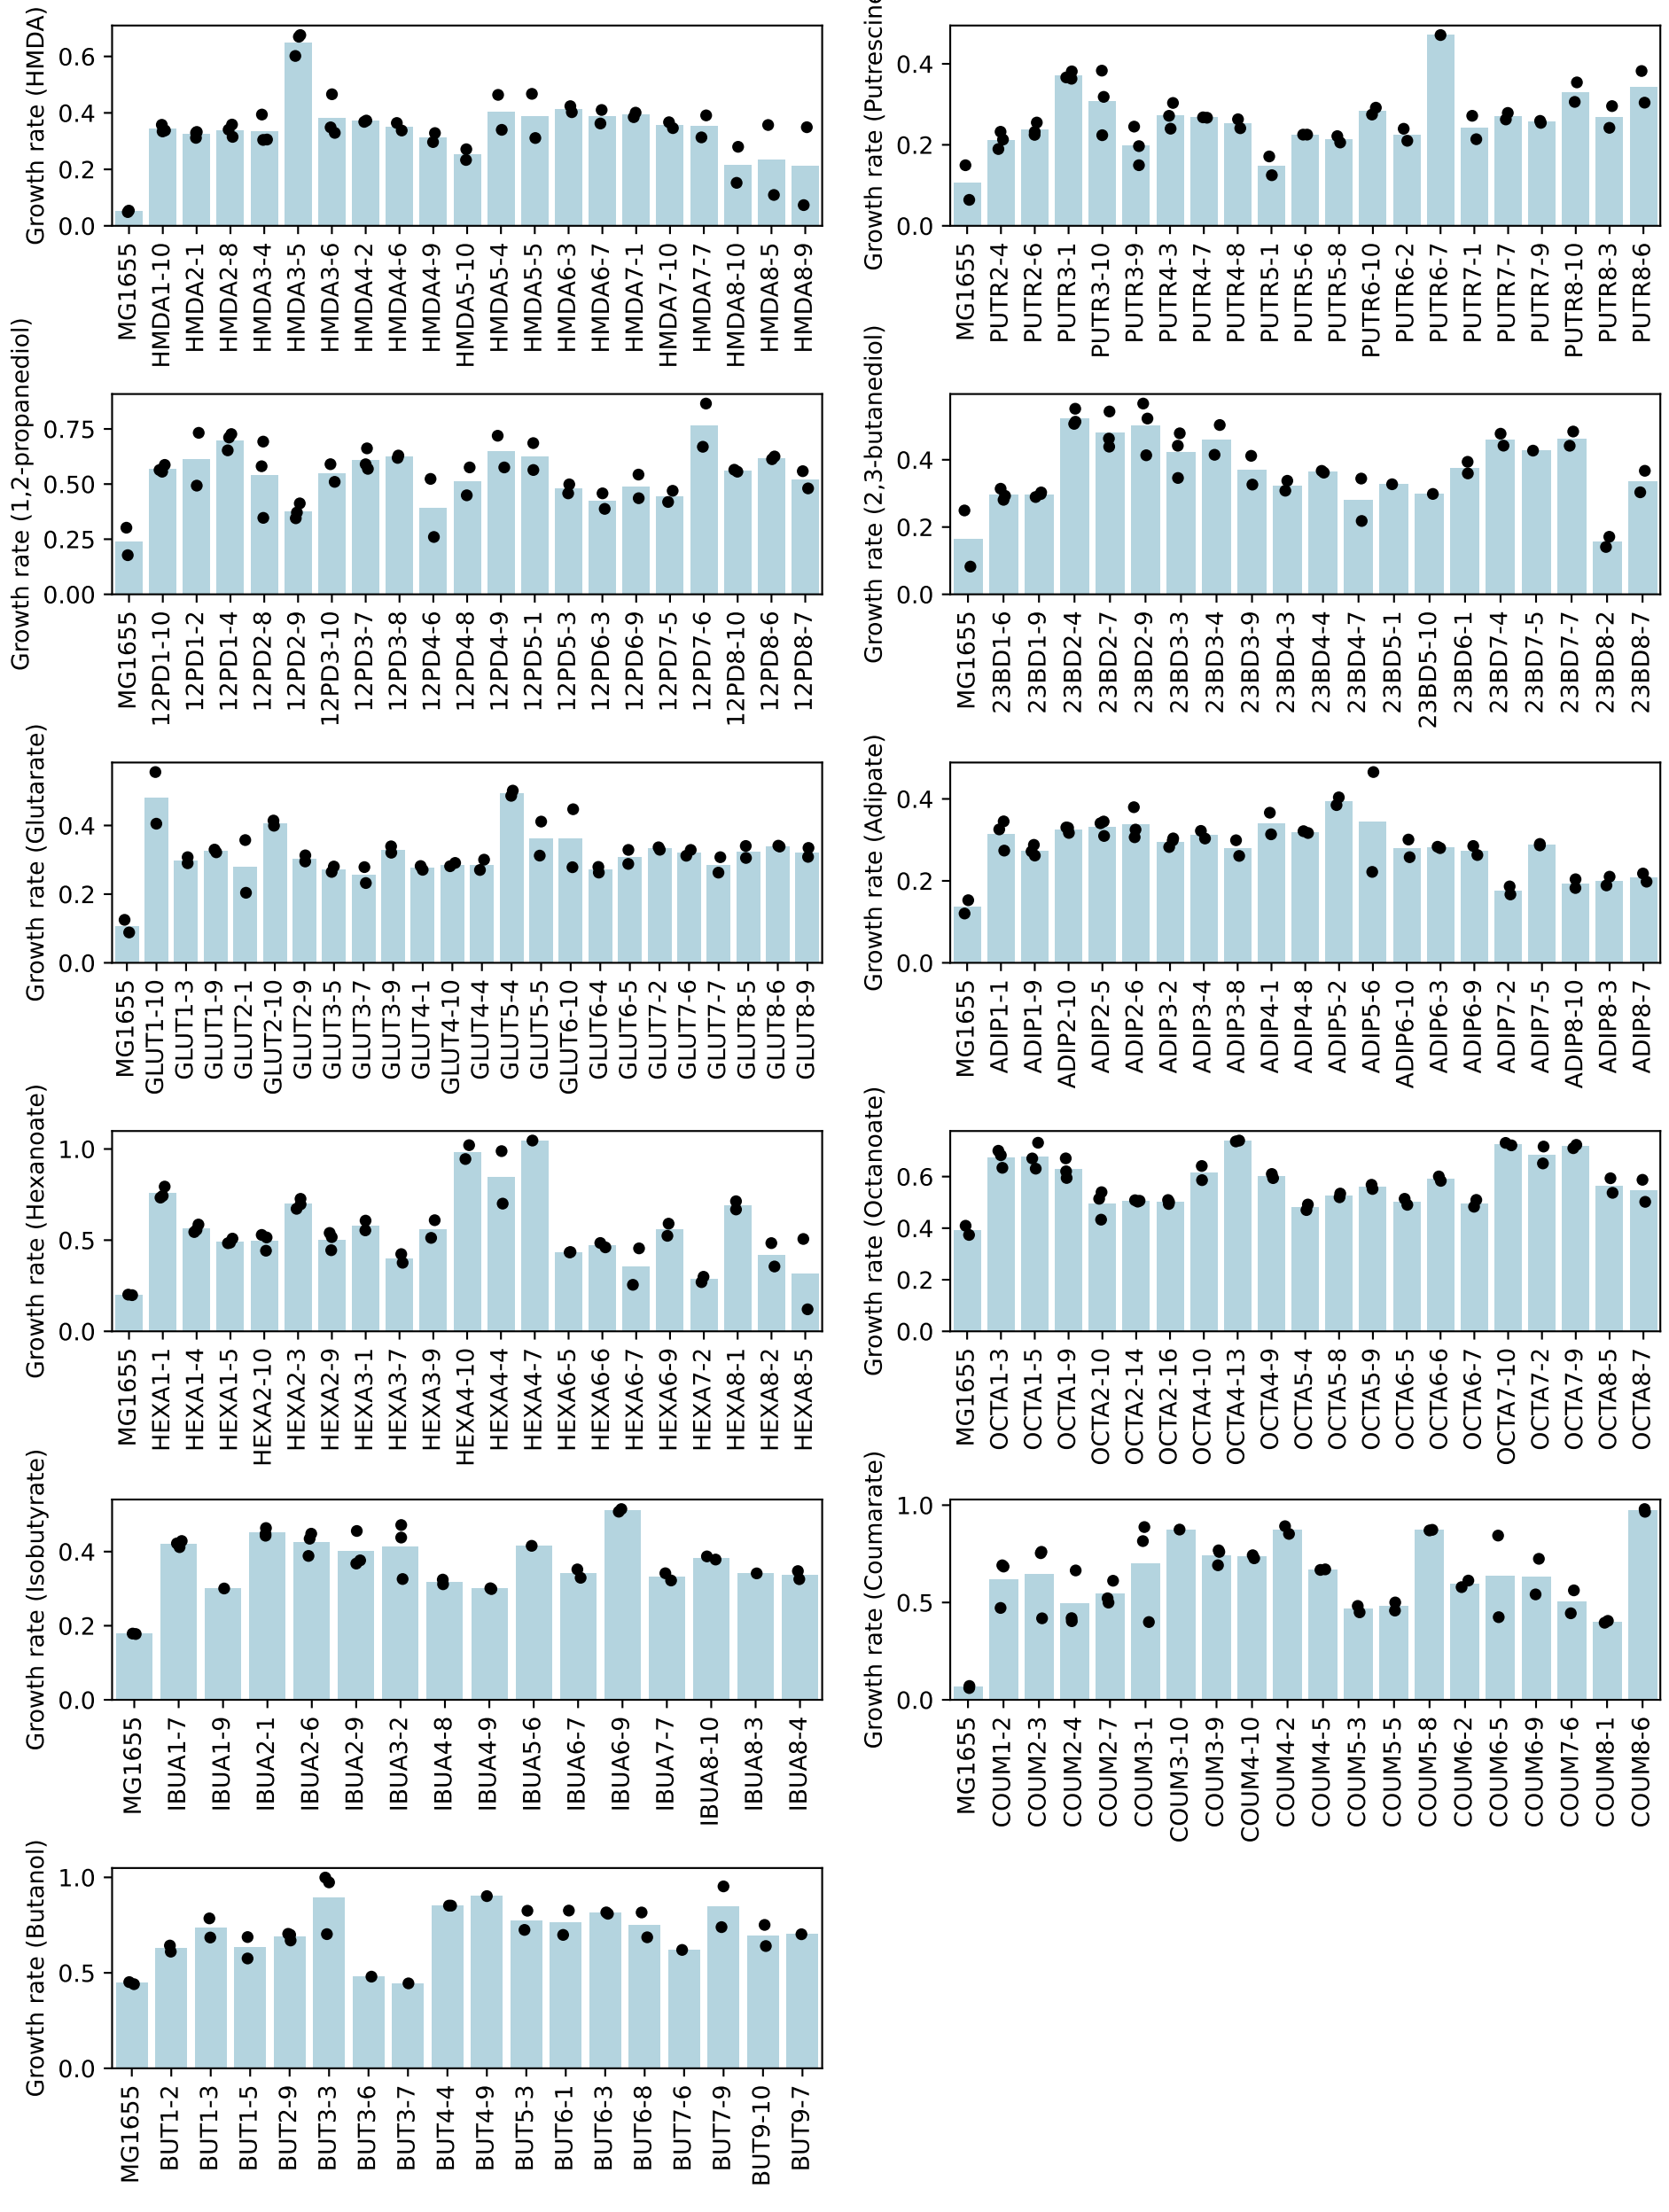 Growth rate (HMDA)
0.6
0.4
0.2
0.0
MG1655
HMDA1-10
HMDA2-1
HMDA2-8
HMDA3-4
HMDA3-5
HMDA3-6
HMDA4-2
HMDA4-6
HMDA4-9
HMDA5-10
HMDA5-4
HMDA5-5
HMDA6-3
HMDA6-7
HMDA7-1
HMDA7-10
HMDA7-7
HMDA8-10
HMDA8-5
HMDA8-9
Growth rate (Putrescine
0.4
0.2
0.0
MG1655
PUTR2-4
PUTR2-6
PUTR3-1
PUTR3-10
PUTR3-9
PUTR4-3
PUTR4-7
PUTR4-8
PUTR5-1
PUTR5-6
PUTR5-8
PUTR6-10
PUTR6-2
PUTR6-7
PUTR7-1
PUTR7-7
PUTR7-9
PUTR8-10
PUTR8-3
PUTR8-6
Growth rate (1,2-propanediol)
0.75
0.50
0.25
0.00
MG1655
12PD1-10
12PD1-2
12PD1-4
12PD2-8
12PD2-9
12PD3-10
12PD3-7
12PD3-8
12PD4-6
12PD4-8
12PD4-9
12PD5-1
12PD5-3
12PD6-3
12PD6-9
12PD7-5
12PD7-6
12PD8-10
12PD8-6
12PD8-7
Growth rate (2,3-butanediol)
0.4
0.2
0.0
MG1655
23BD1-6
23BD1-9
23BD2-4
23BD2-7
23BD2-9
23BD3-3
23BD3-4
23BD3-9
23BD4-3
23BD4-4
23BD4-7
23BD5-1
23BD5-10
23BD6-1
23BD7-4
23BD7-5
23BD7-7
23BD8-2
23BD8-7
Growth rate (Glutarate)
0.4
0.2
0.0
MG1655
GLUT1-10
GLUT1-3
GLUT1-9
GLUT2-1
GLUT2-10
GLUT2-9
GLUT3-5
GLUT3-7
GLUT3-9
GLUT4-1
GLUT4-10
GLUT4-4
GLUT5-4
GLUT5-5
GLUT6-10
GLUT6-4
GLUT6-5
GLUT7-2
GLUT7-6
GLUT7-7
GLUT8-5
GLUT8-6
GLUT8-9
Growth rate (Adipate)
0.4
0.2
0.0
MG1655
ADIP1-1
ADIP1-9
ADIP2-10
ADIP2-5
ADIP2-6
ADIP3-2
ADIP3-4
ADIP3-8
ADIP4-1
ADIP4-8
ADIP5-2
ADIP5-6
ADIP6-10
ADIP6-3
ADIP6-9
ADIP7-2
ADIP7-5
ADIP8-10
ADIP8-3
ADIP8-7
Growth rate (Hexanoate)
1.0
0.5
0.0
MG1655
HEXA1-1
HEXA1-4
HEXA1-5
HEXA2-10
HEXA2-3
HEXA2-9
HEXA3-1
HEXA3-7
HEXA3-9
HEXA4-10
HEXA4-4
HEXA4-7
HEXA6-5
HEXA6-6
HEXA6-7
HEXA6-9
HEXA7-2
HEXA8-1
HEXA8-2
HEXA8-5
Growth rate (Octanoate)
0.6
0.4
0.2
0.0
MG1655
OCTA1-3
OCTA1-5
OCTA1-9
OCTA2-10
OCTA2-14
OCTA2-16
OCTA4-10
OCTA4-13
OCTA4-9
OCTA5-4
OCTA5-8
OCTA5-9
OCTA6-5
OCTA6-6
OCTA6-7
OCTA7-10
OCTA7-2
OCTA7-9
OCTA8-5
OCTA8-7
Growth rate (Isobutyrate)
0.4
0.2
0.0
MG1655
IBUA1-7
IBUA1-9
IBUA2-1
IBUA2-6
IBUA2-9
IBUA3-2
IBUA4-8
IBUA4-9
IBUA5-6
IBUA6-7
IBUA6-9
IBUA7-7
IBUA8-10
IBUA8-3
IBUA8-4
Growth rate (Coumarate)
1.0
0.5
0.0
MG1655
COUM1-2
COUM2-3
COUM2-4
COUM2-7
COUM3-1
COUM3-10
COUM3-9
COUM4-10
COUM4-2
COUM4-5
COUM5-3
COUM5-5
COUM5-8
COUM6-2
COUM6-5
COUM6-9
COUM7-6
COUM8-1
COUM8-6
Growth rate (Butanol)
1.0
0.5
0.0
MG1655
BUT1-2
BUT1-3
BUT1-5
BUT2-9
BUT3-3
BUT3-6
BUT3-7
BUT4-4
BUT4-9
BUT5-3
BUT6-1
BUT6-3
BUT6-8
BUT7-6
BUT7-9
BUT9-10
BUT9-7